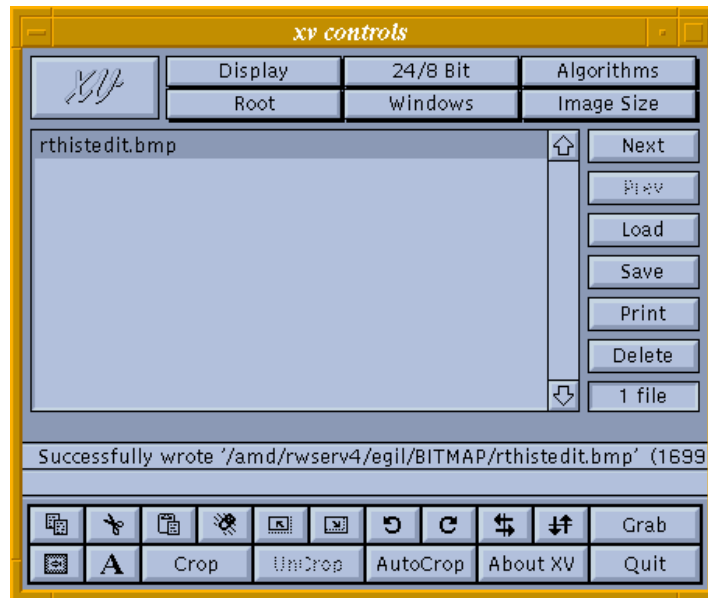 xv controls
XV
Display 24/8 Bit Algorithms
Root Windows Image Size
rthistedit.bmp
Next
Prev
Load
Save
Print
Delete
1 file
Successfully wrote '/amd/rwserv4/egil/BITMAP/rthistedit.bmp' (1699
Grab
A Crop UnCrop AutoCrop About XV Quit